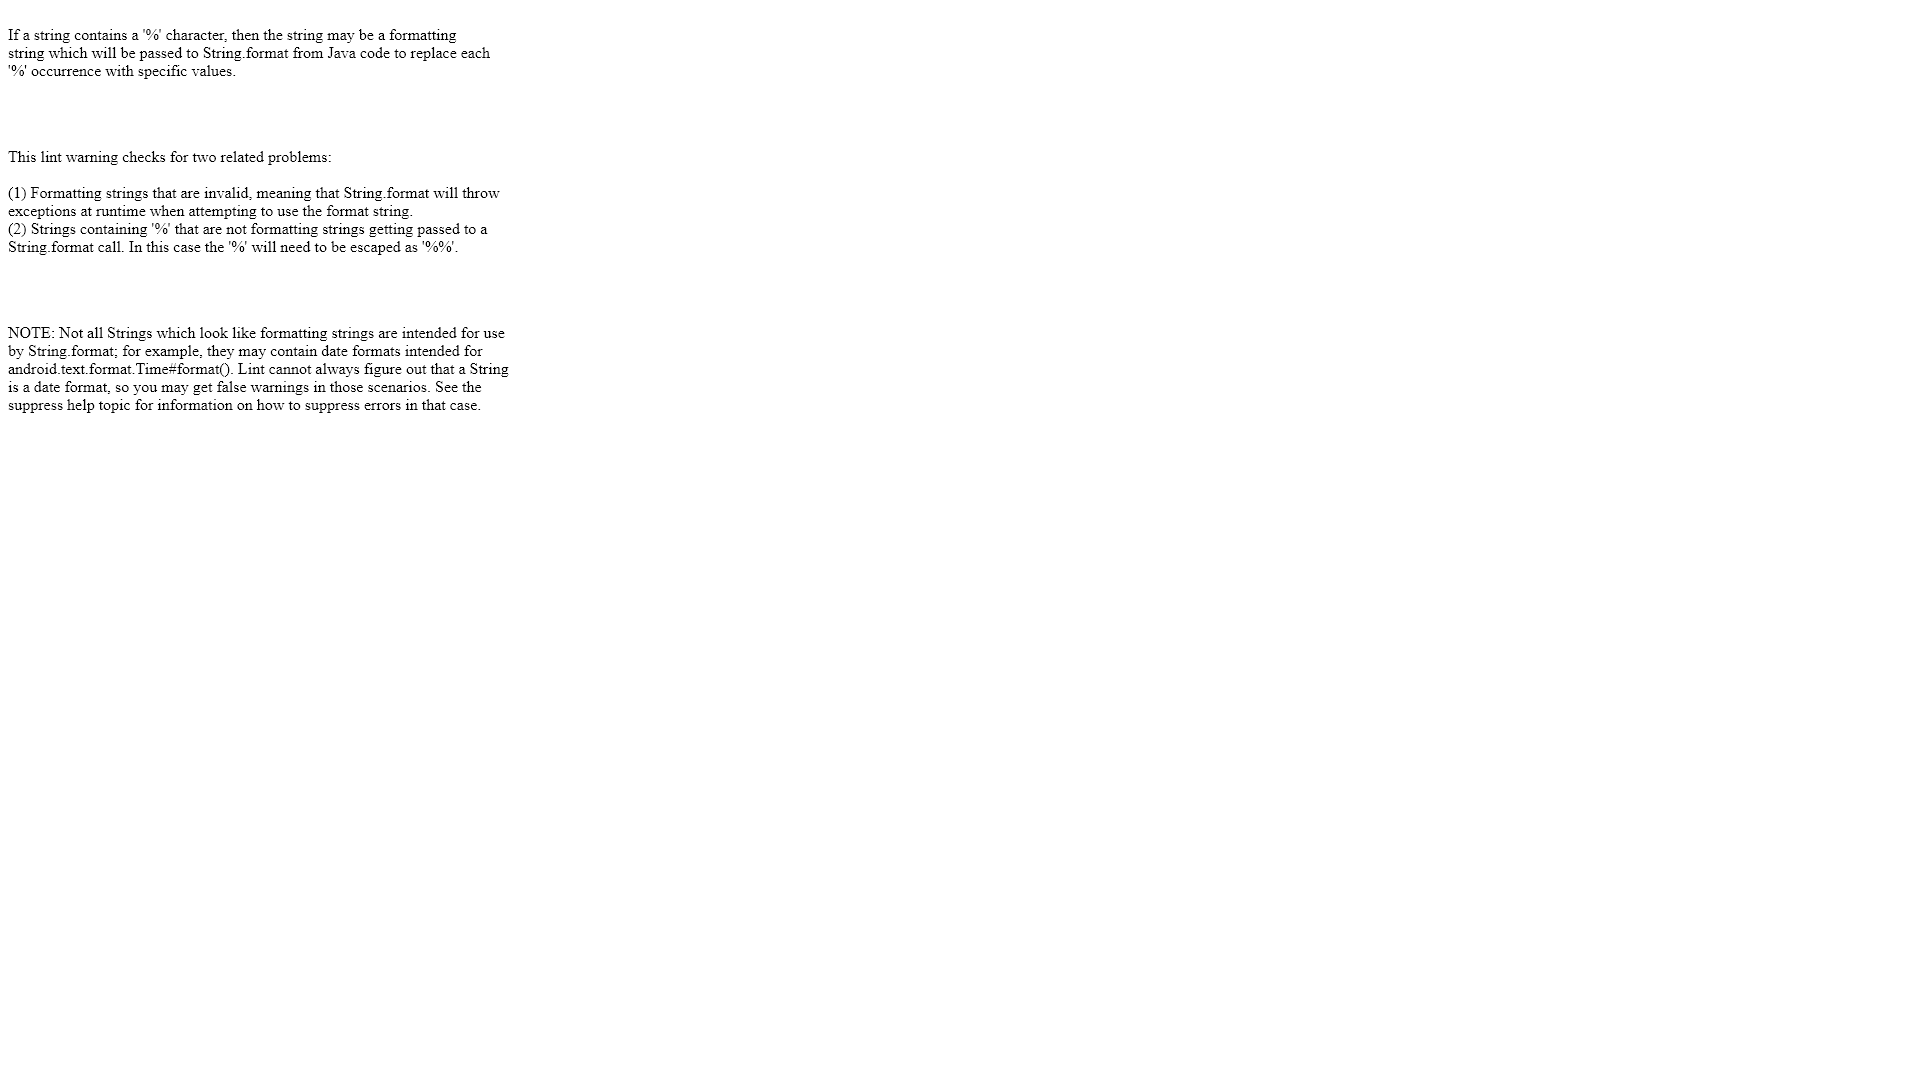 If a string contains a '%' character, then the string may be a formatting
string which will be passed to String.format from Java code to replace each
'%' occurrence with specific values.
This lint warning checks for two related problems:
(1) Formatting strings that are invalid, meaning that String.format will throw
exceptions at runtime when attempting to use the format string.
(2) Strings containing '%' that are not formatting strings getting passed to a
String.format call. In this case the '%' will need to be escaped as '%%'.
NOTE: Not all Strings which look like formatting strings are intended for use
by String.format; for example, they may contain date formats intended for
android.text.format.Time#format(). Lint cannot always figure out that a String
is a date format, so you may get false warnings in those scenarios. See the
suppress help topic for information on how to suppress errors in that case.